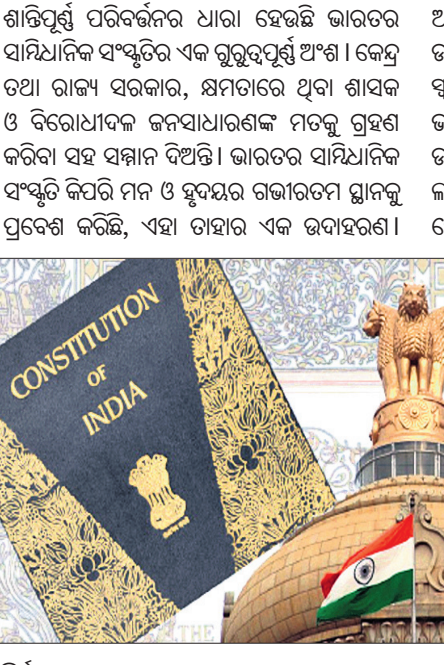 ଶାନ୍ତିପୂର୍ଣ୍ଣ ପରିବର୍ତ୍ତନର ଧାରା ହେଉଛି ଭାରତର
ସାମ୍ବିଧାନିକ ସଂସ୍କୃତିର ଏକ ଗୁରୁତ୍ୱପୂର୍ଣ୍ଣ ଅଂଶ । କେନ୍ଦ୍ର
ତଥା ରାଜ୍ୟ ସରକାର, କ୍ଷମତାରେ ଥିବା ଶାସକ
ଓ ବିରୋଧୀଦଳ ଜନସାଧାରଣଙ୍କ ମତକୁ ଗ୍ରହଣ
କରିବା ସହ ସମ୍ମାନ ଦିଅନ୍ତି । ଭାରତର ସାମ୍ବିଧାନିକ
ସଂସ୍କୃତି କିପରି ମନ ଓ ହୃଦୟର ଗଭୀରତମ ସ୍ଥାନକୁ
ପ୍ରବେଶ କରିଛି, ଏହା ତାହାର ଏକ ଉଦାହରଣ ।
CONSTITUTION
OF
INDIA